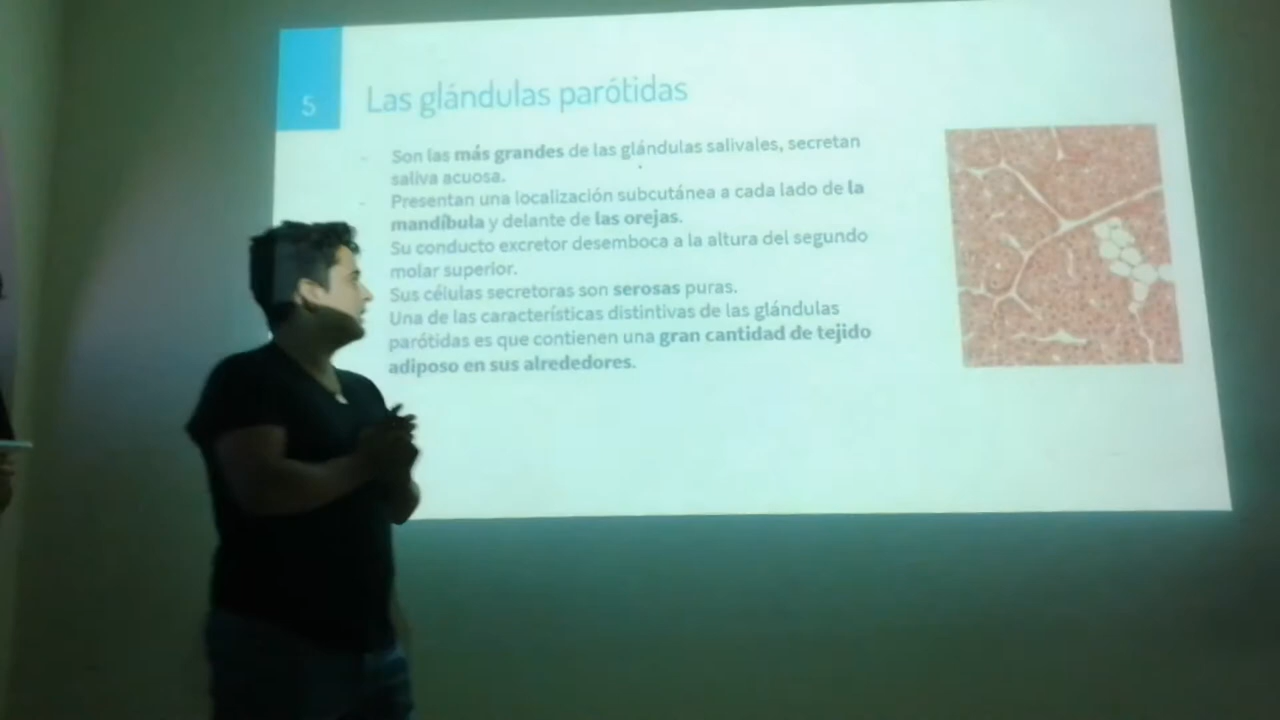 5
Las glándulas parótidas
- Son las más grandes de las glándulas salivales, secretan
saliva acuosa.
- Presentan una localización subcutánea a cada lado de la
mandíbula y delante de las orejas.
Su conducto excretor desemboca a la altura del segundo
molar superior.
Sus células secretoras son serosas puras.
Una de las características distintivas de las glándulas
parótidas es que contienen una gran cantidad de tejido
adiposo en sus alrededores.